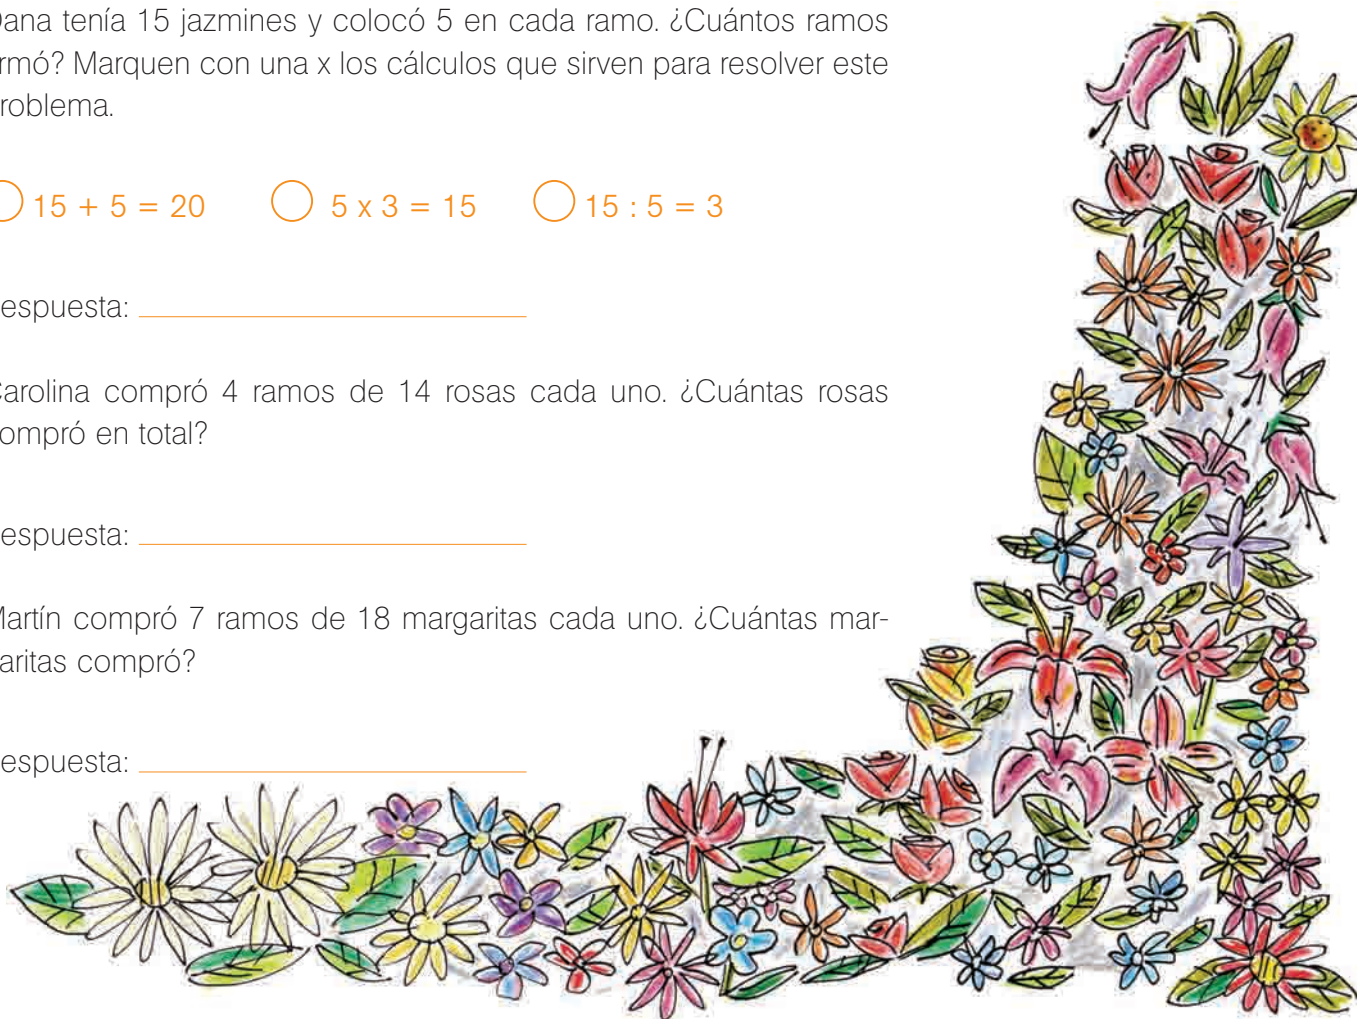 ana tenía 15 jazmines y colocó 5 en cada ramo. ¿Cuántos ramos
rmó? Marquen con una x los cálculos que sirven para resolver este
roblema.
15 + 5 = 20 5 x 3 = 15 15 : 5 = 3
espuesta:
Carolina compró 4 ramos de 14 rosas cada uno. ¿Cuántas rosas
ompró en total?
espuesta:
Martín compró 7 ramos de 18 margaritas cada uno. ¿Cuántas mar-
aritas compró?
espuesta: